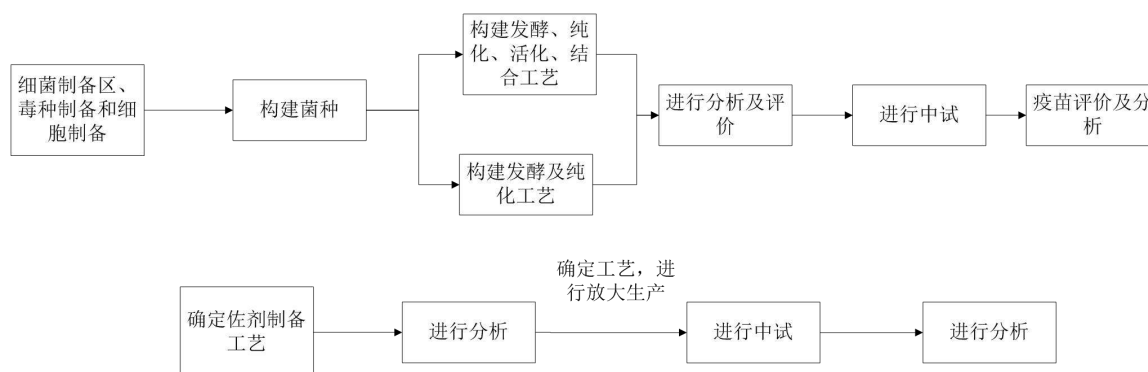 细菌制备区、
毒种制备和细
胞制备
构建菌种
构建发酵、纯
化、活化、结
合工艺
构建发酵及纯
化工艺
进行分析及评
价
进行中试
疫苗评价及分
析
确定佐剂制备
工艺
进行分析
确定工艺，进
行放大生产
进行中试
进行分析